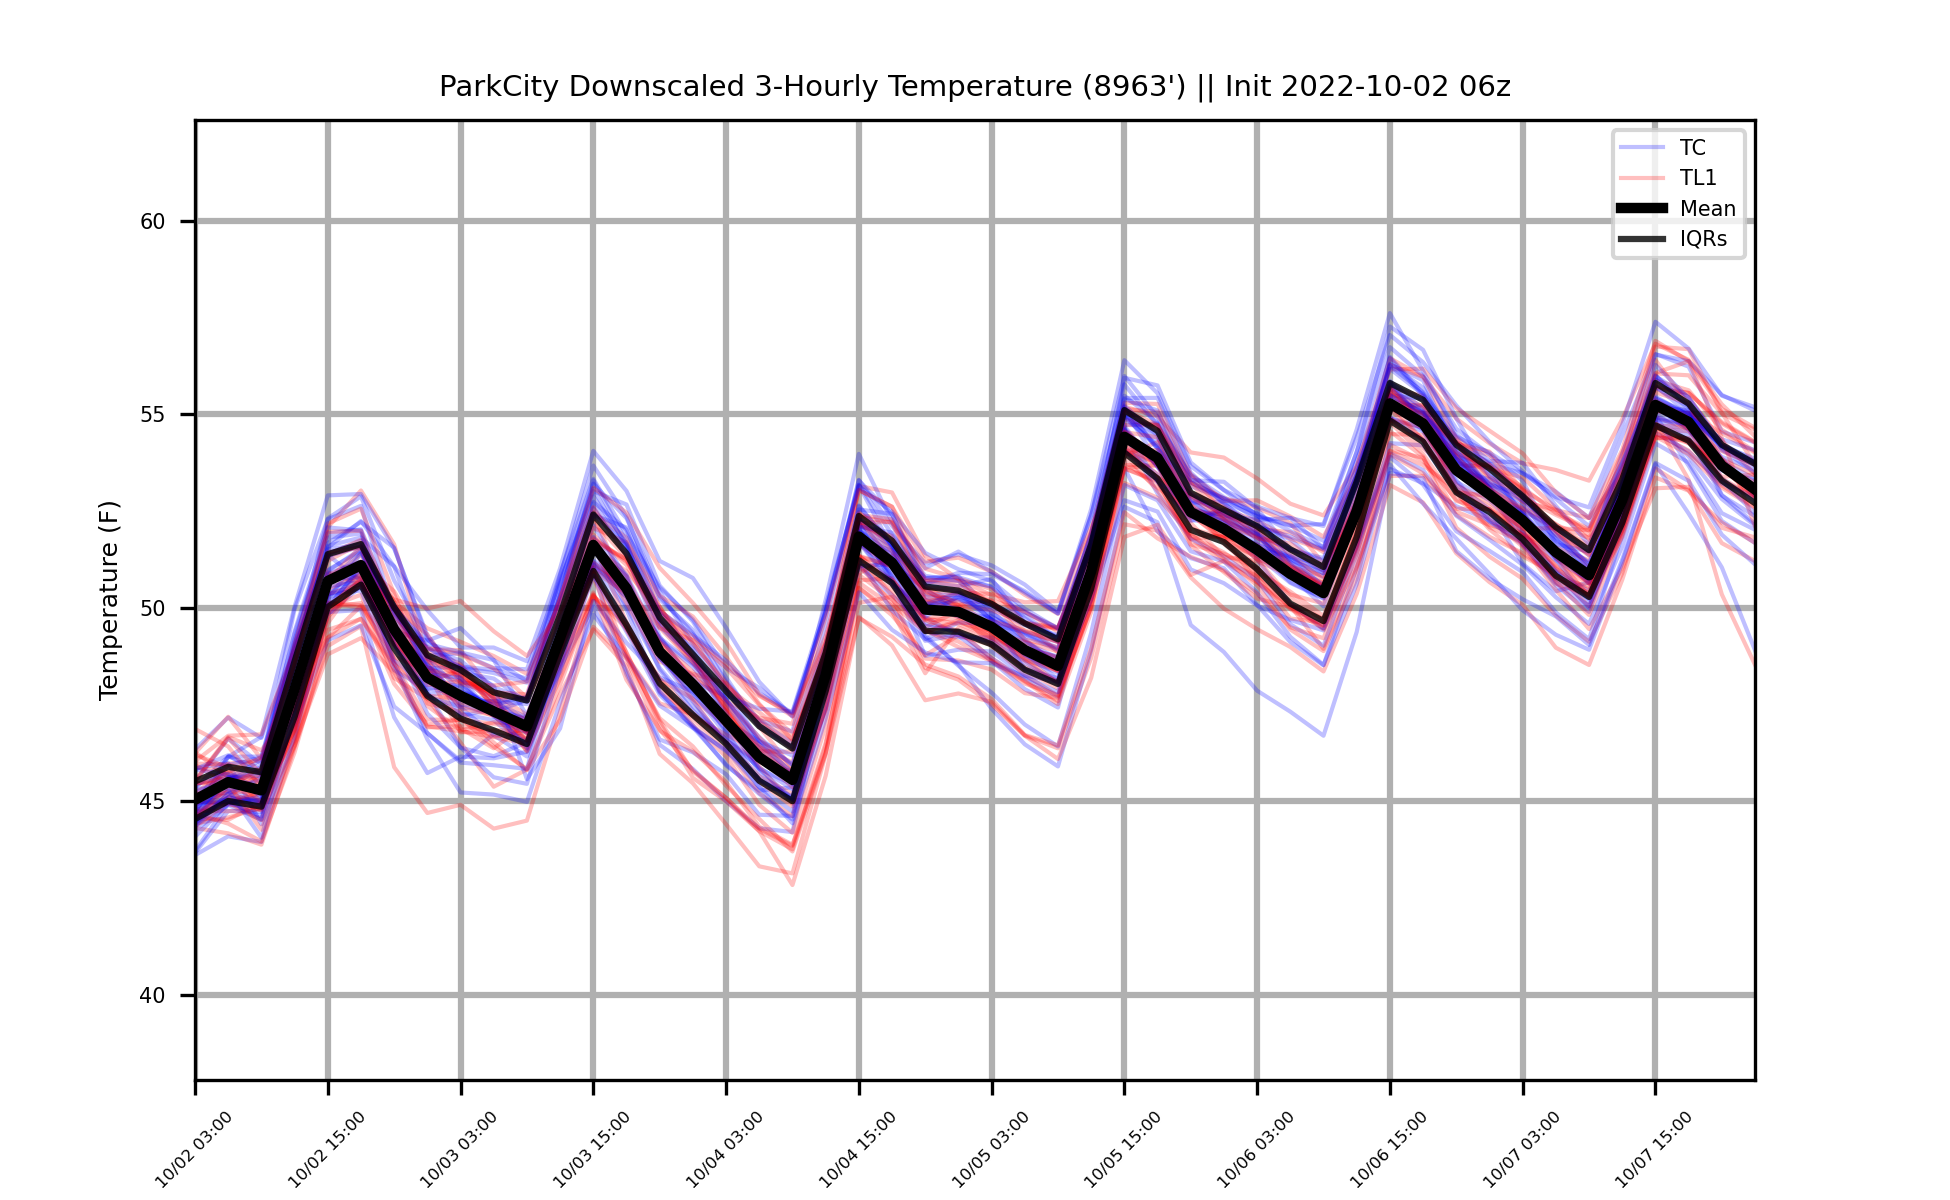 ParkCity Downscaled 3-Hourly Temperature (8963') || Init 2022-10-02 06z
TC
TL1
Mean
IQRs
Temperature (F)
60
55
50
45
40
10/02 03:00
10/02 15:00
10/03 03:00
10/03 15:00
10/04 03:00
10/04 15:00
10/05 03:00
10/05 15:00
10/06 03:00
10/06 15:00
10/07 03:00
10/07 15:00